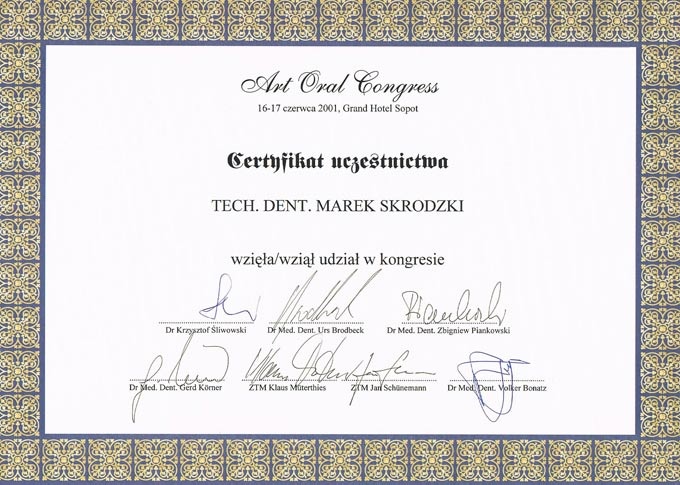 Art Oral Congress
16-17 czerwca 2001, Grand Hotel Sopot
Certyfikat uczestnictwa
TECH. DENT. MAREK SKRODZKI
wzięła/wziął udział w kongresie
Dr Krzysztof Śliwowski Dr Med. Dent. Urs Brodbeck Dr Med. Dent. Zbigniew Piankowski
Dr Med. Dent. Gerd Körner ZTM Klaus Müterthies ZTM Jan Schünemann Dr Med. Dent. Volker Bonatz